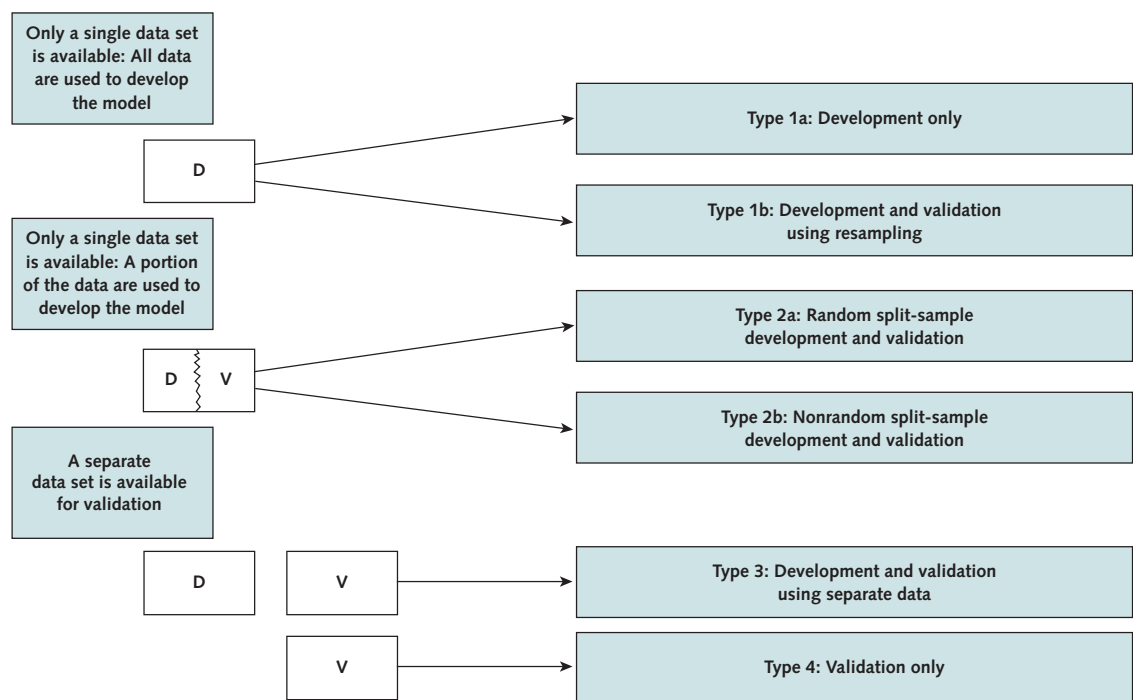 Only a single data set
is available: All data
are used to develop
the model
D
Type 1a: Development only
Type 1b: Development and validation
using resampling
Only a single data set
is available: A portion
of the data are used to
develop the model
D
V
Type 2a: Random split-sample
development and validation
Type 2b: Nonrandom split-sample
development and validation
A separate
data set is available
for validation
D
V
Type 3: Development and validation
using separate data
V
Type 4: Validation only